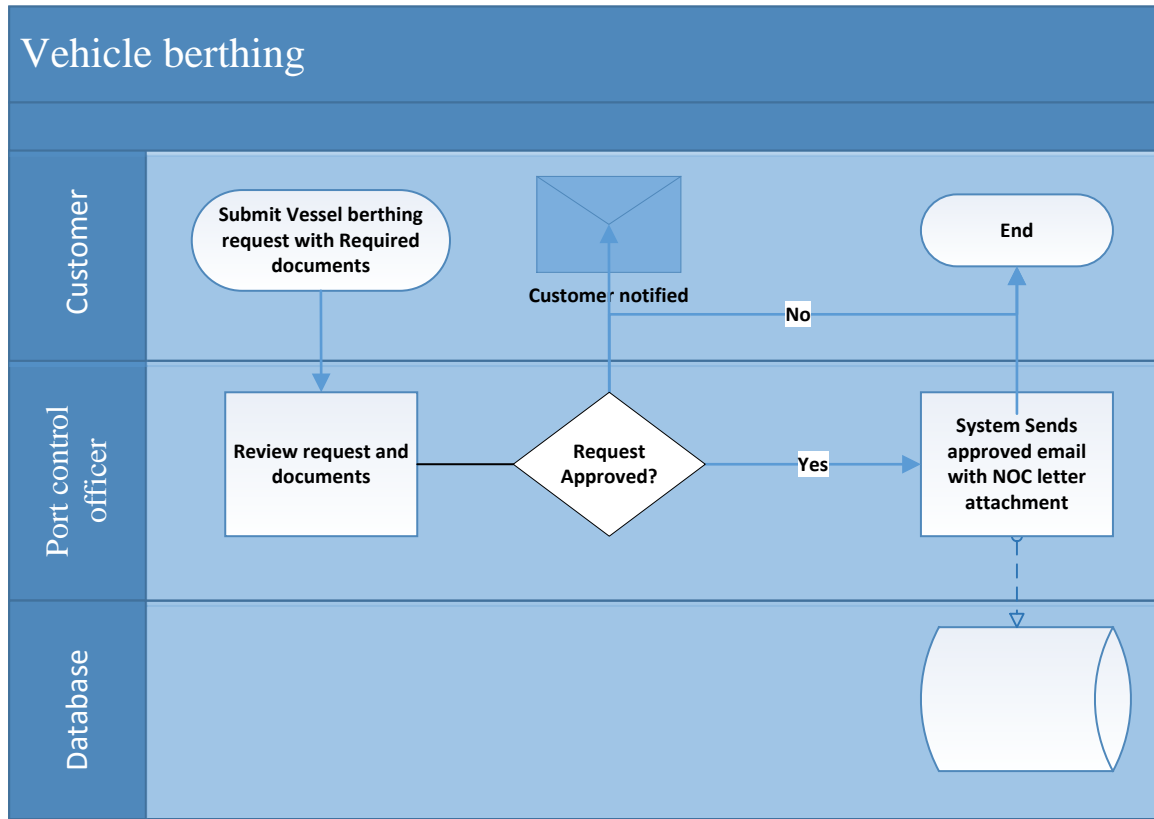 Vehicle berthing
Customer
Submit Vessel berthing
request with Required
documents
Customer notified
End
No
Port control
officer
Review request and
documents
Request
Approved?
Yes
System Sends
approved email
with NOC letter
attachment
Database